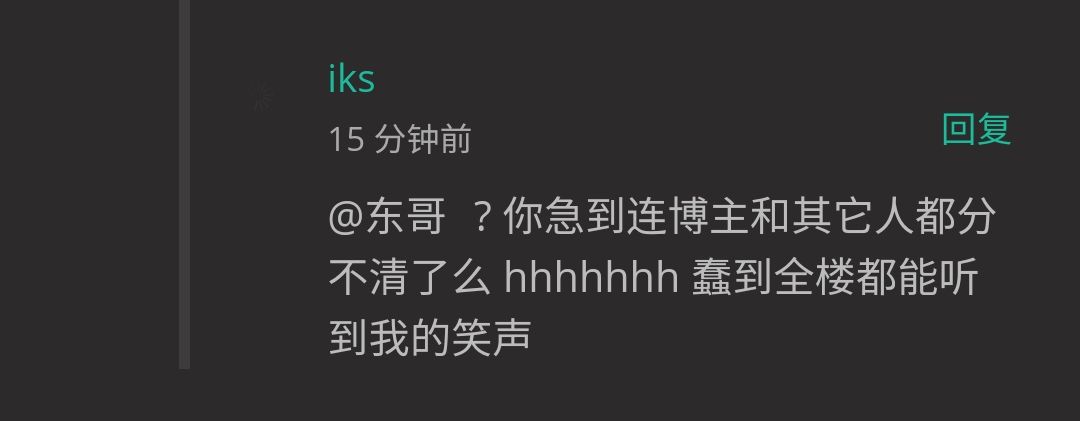 iks
15 分钟前
回复
@东哥 ？你急到连博主和其它人都分
不清了么 hhhhhhh 蠢到全楼都能听
到我的笑声